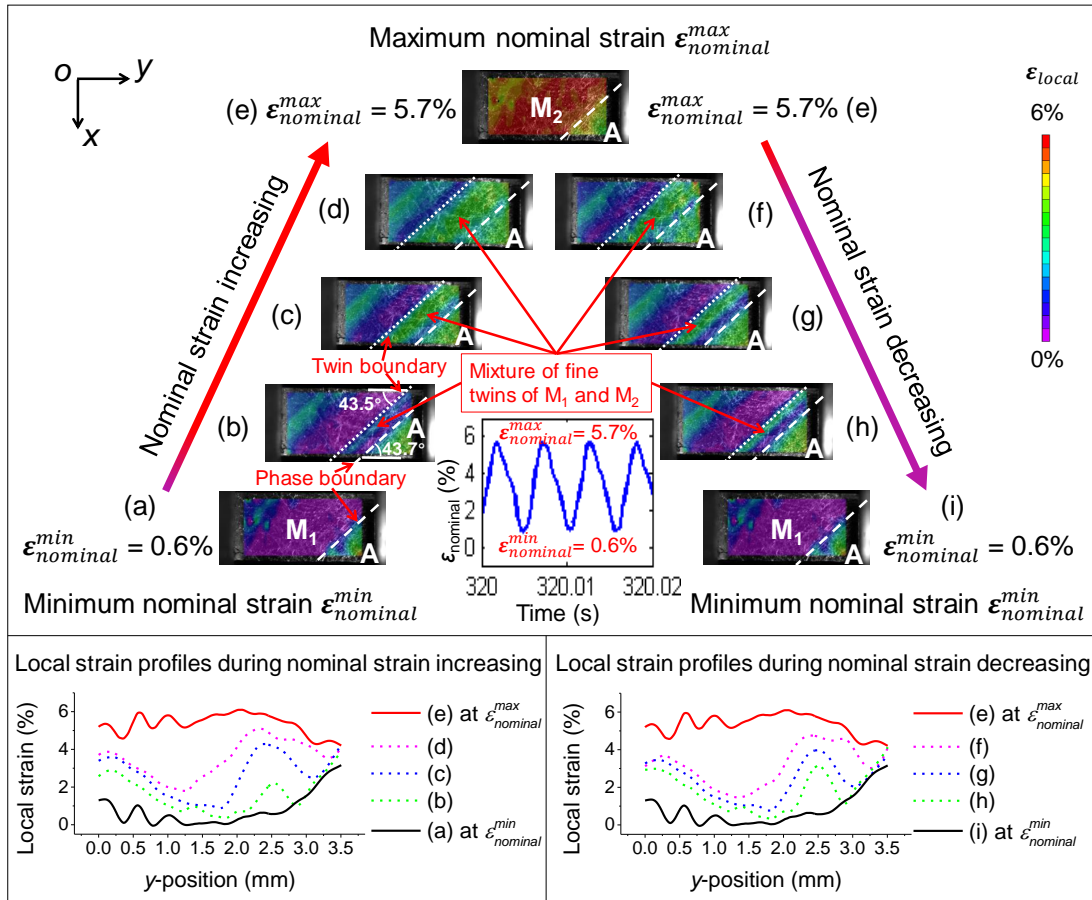 Maximum nominal strain ε_nominal^max
o y
x
(e) ε_nominal^max = 5.7%
M2
A
ε_nominal^max = 5.7% (e)
ε_local
6%
0%
Nominal strain increasing
Nominal strain decreasing
(d)
A
A
(f)
(c)
A
A
(g)
Twin boundary
Mixture of fine
twins of M1 and M2
(b)
43.5°
A
43.7°
A
(h)
Phase boundary
(a)
M1
A
ε_nominal^min = 0.6%
ε_nominal^max = 5.7%
ε_nominal^min = 0.6%
ε_nominal (%)
6
4
2
0
320 320.01 320.02
Time (s)
M1
A
(i)
ε_nominal^min = 0.6%
Minimum nominal strain ε_nominal^min
Minimum nominal strain ε_nominal^min
Local strain profiles during nominal strain increasing
Local strain (%)
6
4
2
0
0.0 0.5 1.0 1.5 2.0 2.5 3.0 3.5
y-position (mm)
(e) at ε_nominal^max
(d)
(c)
(b)
(a) at ε_nominal^min
Local strain profiles during nominal strain decreasing
Local strain (%)
6
4
2
0
0.0 0.5 1.0 1.5 2.0 2.5 3.0 3.5
y-position (mm)
(e) at ε_nominal^max
(f)
(g)
(h)
(i) at ε_nominal^min